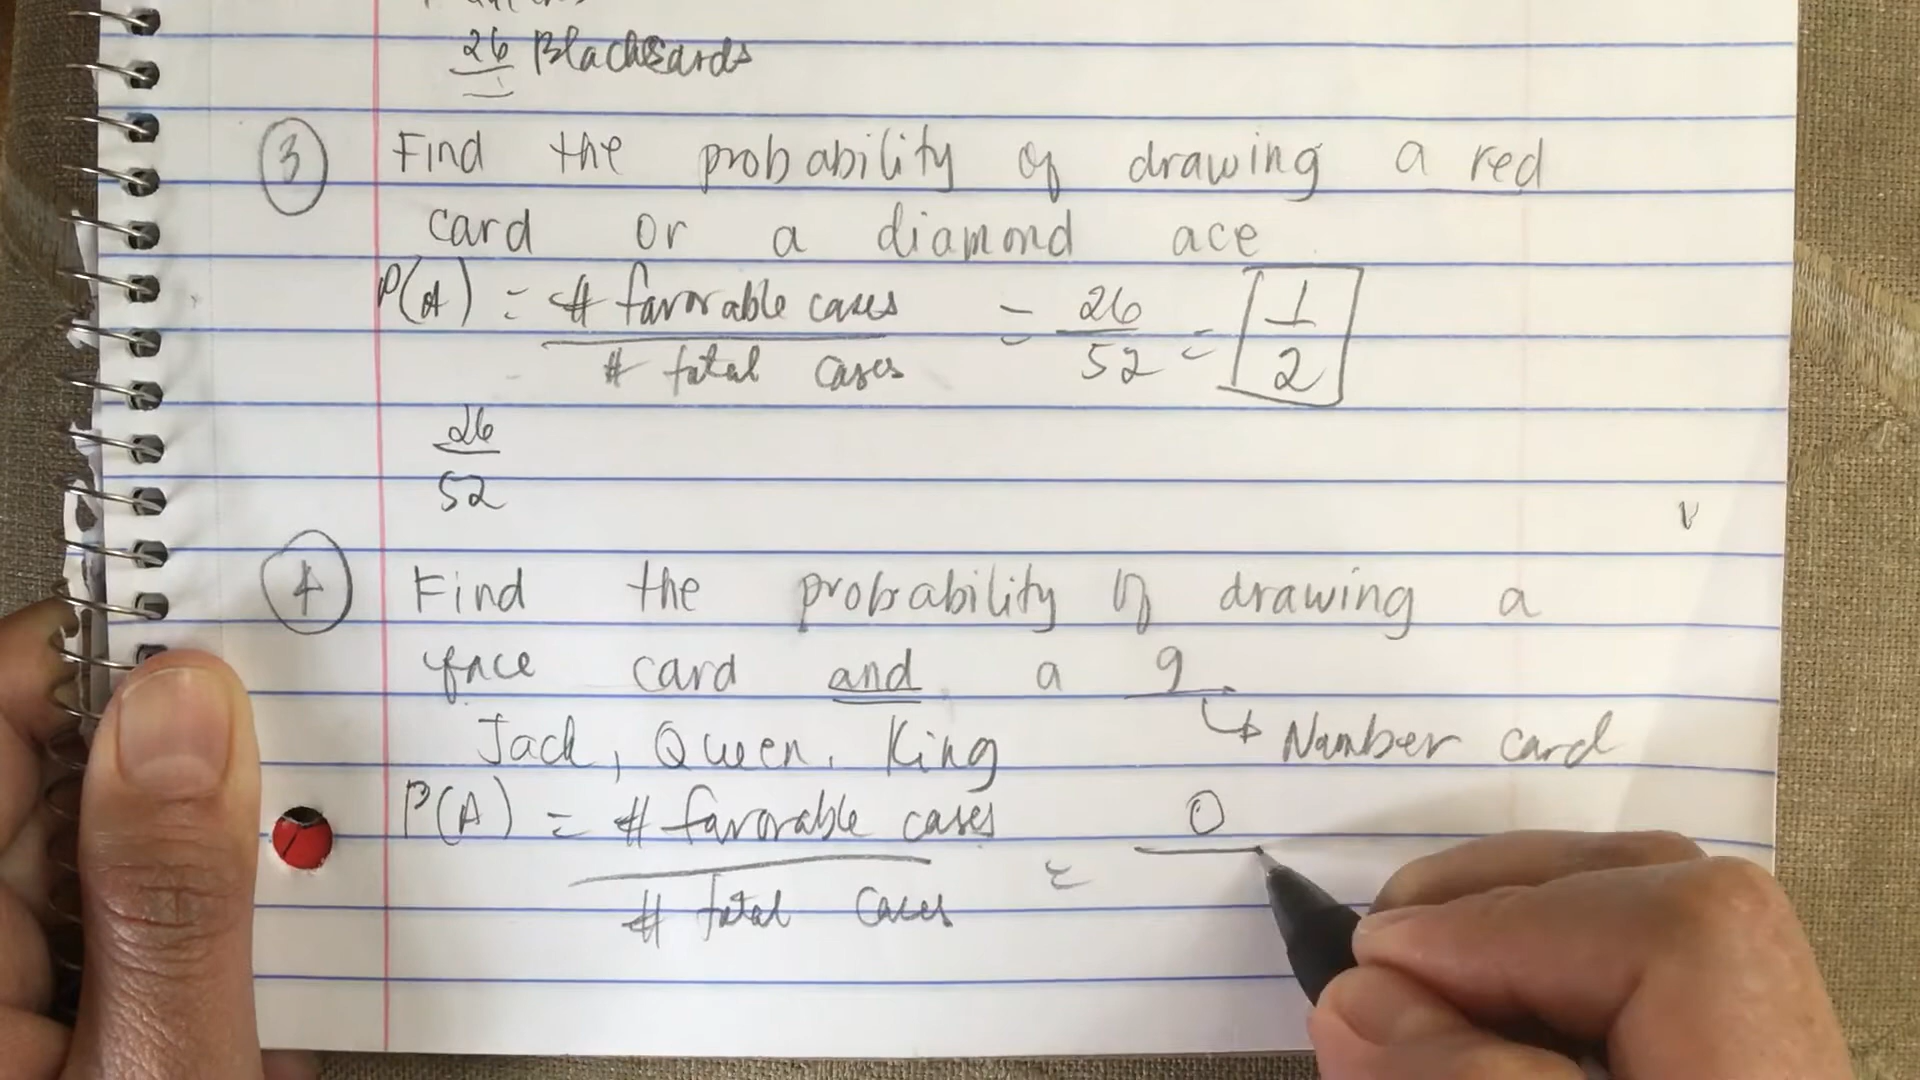 26 Blackcards
③ Find the probability of drawing a red
card or a diamond ace
P(A) = # favorable cases / # total cases = 26/52 = 1/2
26
52
④ Find the probability of drawing a
face card and a 9
Jack, Queen, King ↳ Number card
P(A) = # favorable cases / # total cases = 0